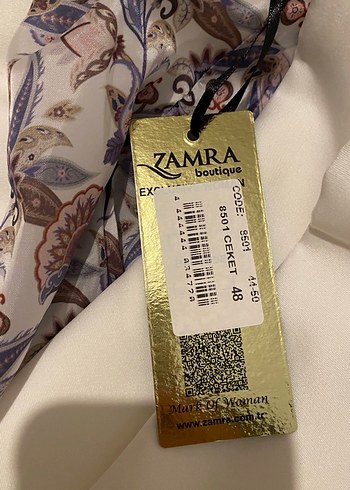 ZAMRA
boutique
CODE: 8501
44-50
8501 CEKET 48
Mark Of Woman
www.zamra.com.tr